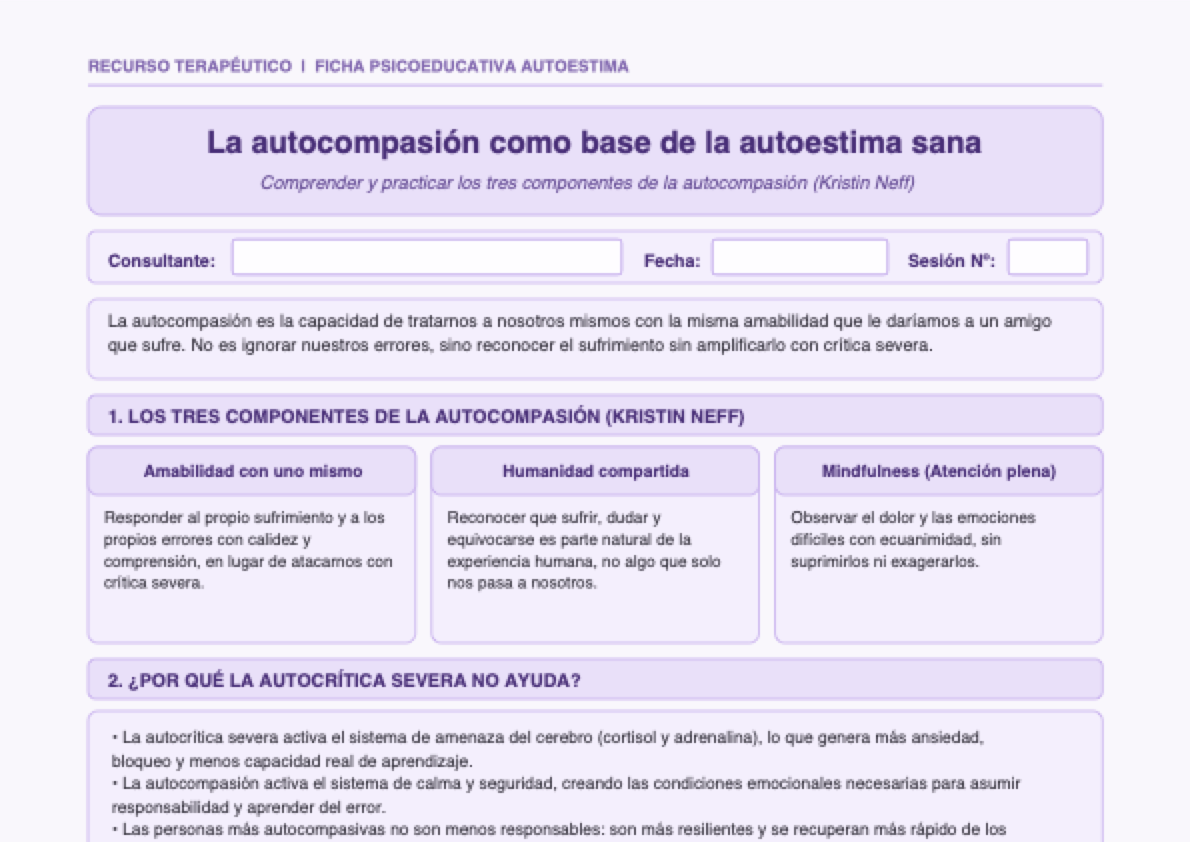 RECURSO TERAPÉUTICO | FICHA PSICOEDUCATIVA AUTOESTIMA
La autocompasión como base de la autoestima sana
Comprender y practicar los tres componentes de la autocompasión (Kristin Neff)
Consultante: Fecha: Sesión N°:
La autocompasión es la capacidad de tratarnos a nosotros mismos con la misma amabilidad que le daríamos a un amigo
que sufre. No es ignorar nuestros errores, sino reconocer el sufrimiento sin amplificarlo con crítica severa.
1. LOS TRES COMPONENTES DE LA AUTOCOMPASIÓN (KRISTIN NEFF)
Amabilidad con uno mismo
Responder al propio sufrimiento y a los
propios errores con calidez y
comprensión, en lugar de atacarnos con
crítica severa.
Humanidad compartida
Reconocer que sufrir, dudar y
equivocarse es parte natural de la
experiencia humana, no algo que solo
nos pasa a nosotros.
Mindfulness (Atención plena)
Observar el dolor y las emociones
difíciles con ecuanimidad, sin
suprimirlos ni exagerarlos.
2. ¿POR QUÉ LA AUTOCRÍTICA SEVERA NO AYUDA?
• La autocrítica severa activa el sistema de amenaza del cerebro (cortisol y adrenalina), lo que genera más ansiedad,
bloqueo y menos capacidad real de aprendizaje.
• La autocompasión activa el sistema de calma y seguridad, creando las condiciones emocionales necesarias para asumir
responsabilidad y aprender del error.
• Las personas más autocompasivas no son menos responsables: son más resilientes y se recuperan más rápido de los